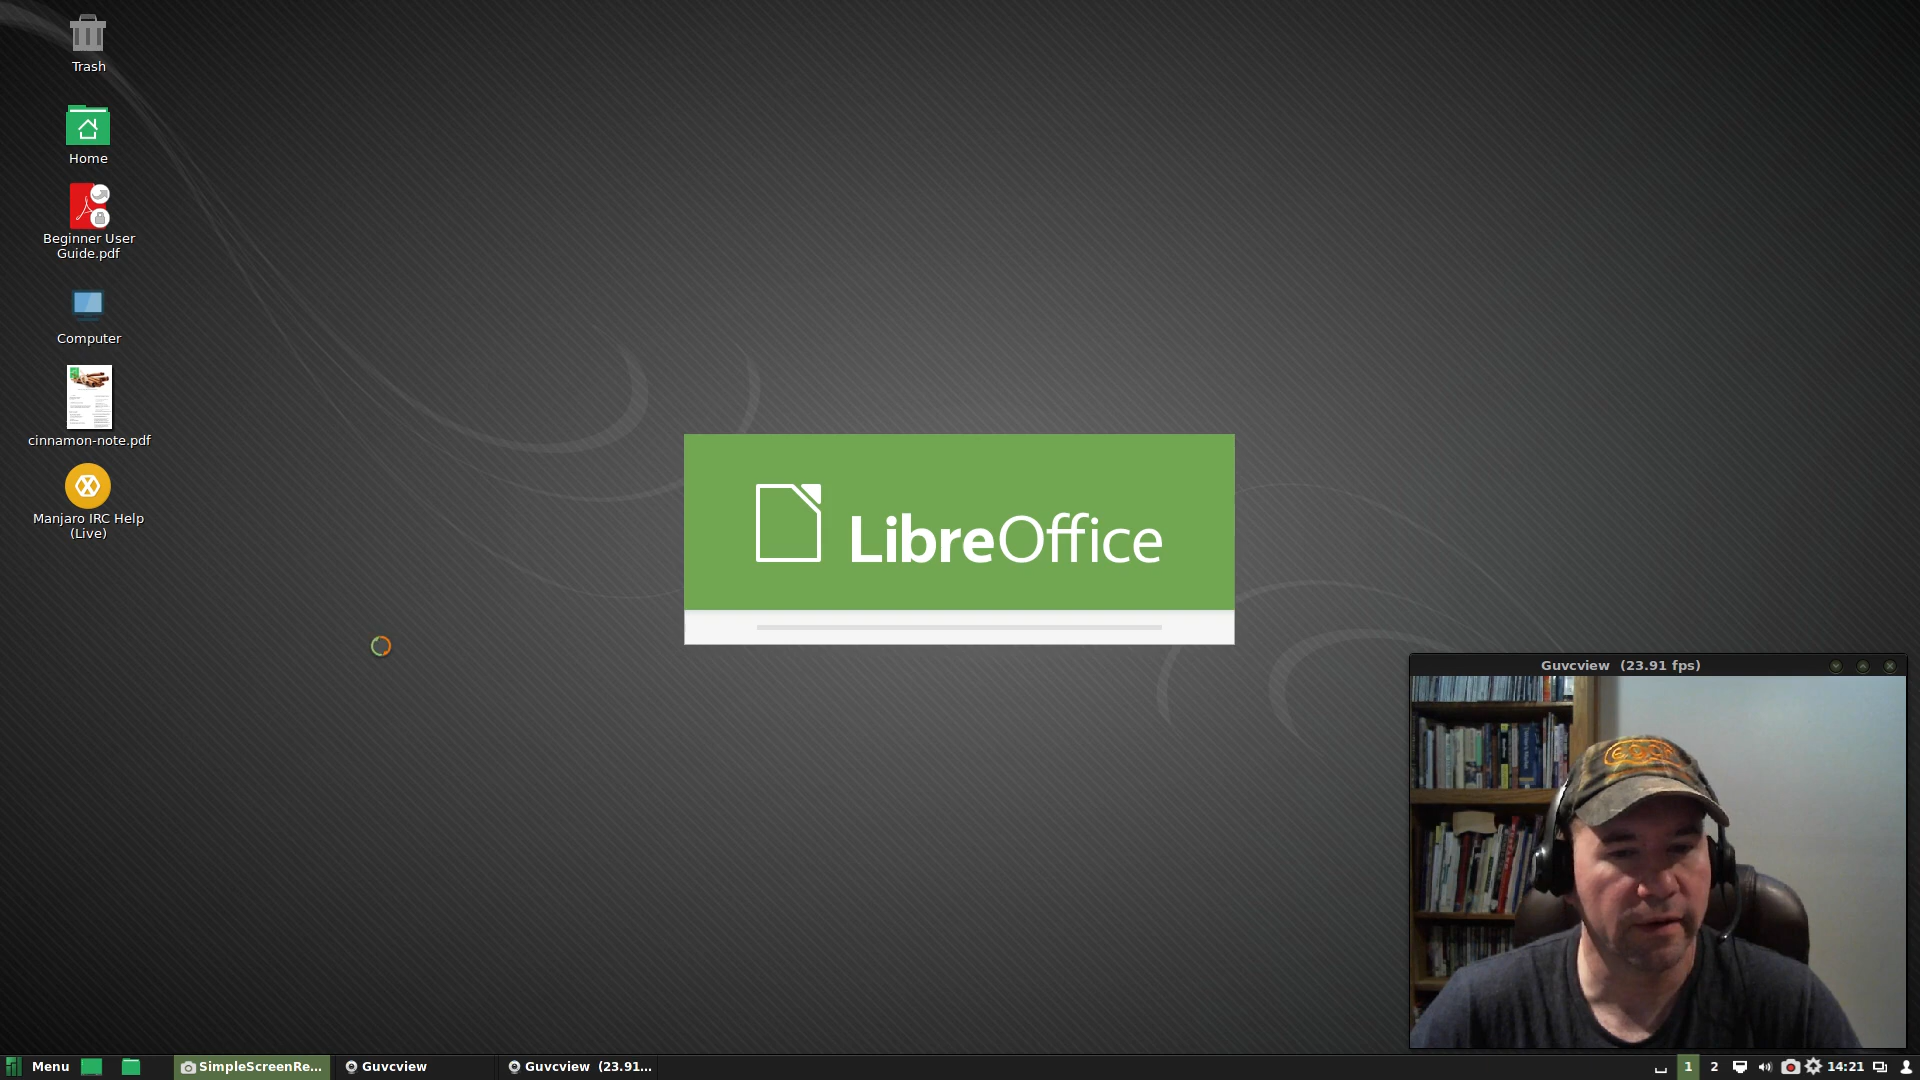 Trash
Home
Beginner User
Guide.pdf
Computer
cinnamon-note.pdf
Manjaro IRC Help
(Live)
LibreOffice
Guvcview (23.91 fps)
Menu
SimpleScreenRe...
Guvcview
Guvcview (23.91...
1
2
14:21